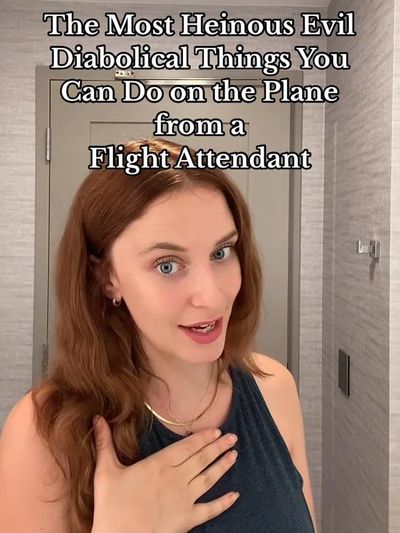 The Most Heinous Evil
Diabolical Things You
Can Do on the Plane
from a
Flight Attendant